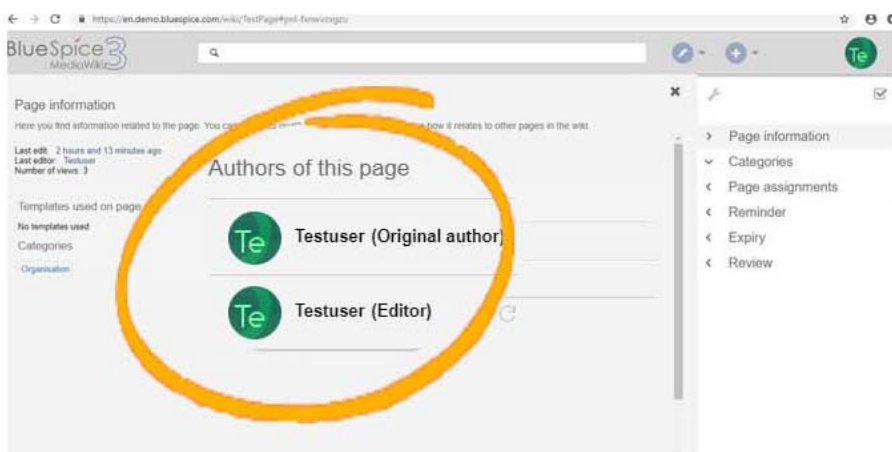 https://en.demo.bluespice.com/wiki/TestPage#
BlueSpice 3
MediaWiki
Te
Page information
Here you find information related to the page. You can
how it relates to other pages in the wiki.
Last edit: 2 hours and 13 minutes ago
Last editor: Testuser
Number of views: 3
Templates used on page
No templates used
Categories
Organisation
Authors of this page
Te
Testuser (Original author)
Te
Testuser (Editor)
Page information
Categories
Page assignments
Reminder
Expiry
Review